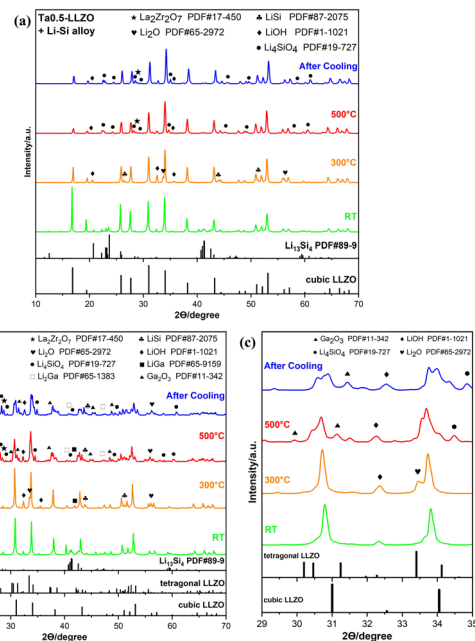 (a)
Ta0.5-LLZO
+ Li-Si alloy
★ La2Zr2O7 PDF#17-450 ♣ LiSi PDF#87-2075
♥ Li2O PDF#65-2972 ♦ LiOH PDF#1-1021
● Li4SiO4 PDF#19-727
After Cooling
500°C
300°C
RT
Li13Si4 PDF#89-9
cubic LLZO
Intensity/a.u.
10 20 30 40 50 60 70
2Θ/degree
★ La2Zr2O7 PDF#17-450 ♣ LiSi PDF#87-2075
♥ Li2O PDF#65-2972 ♦ LiOH PDF#1-1021
● Li4SiO4 PDF#19-727 ■ LiGa PDF#65-9159
□ Li2Ga PDF#65-1383 ▲ Ga2O3 PDF#11-342
After Cooling
500°C
300°C
RT
Li13Si4 PDF#89-9
tetragonal LLZO
cubic LLZO
30 40 50 60 70
2Θ/degree
(c)
▲ Ga2O3 PDF#11-342 ♦ LiOH PDF#1-1021
● Li4SiO4 PDF#19-727 ♥ Li2O PDF#65-2972
After Cooling
500°C
300°C
RT
tetragonal LLZO
cubic LLZO
Intensity/a.u.
29 30 31 32 33 34 35
2Θ/degree